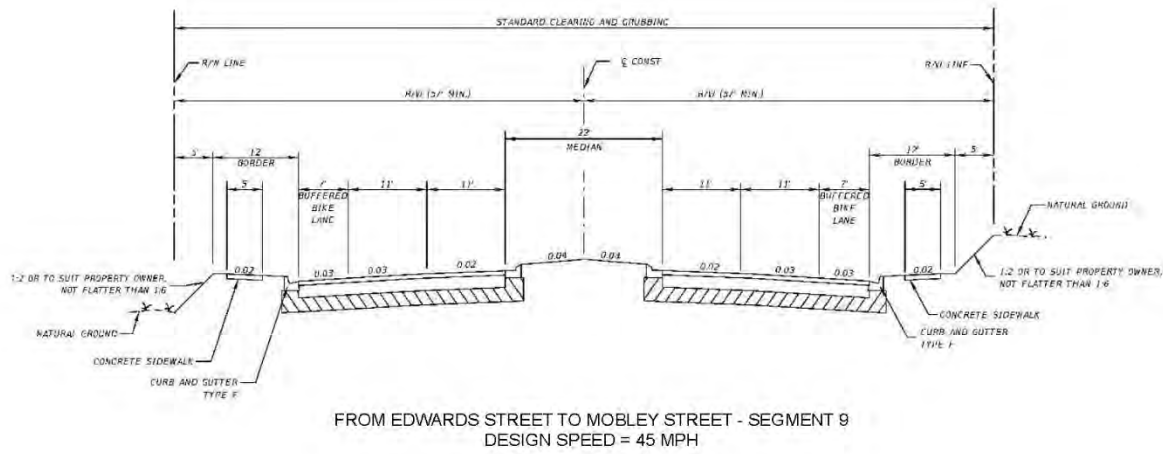 STANDARD CLEARING AND GRUBBING
R/W LINE
℄ CONST
R/W LINE
R/W (57' MIN.)
R/W (57' MIN.)
22'
MEDIAN
5'
12'
BORDER
12'
BORDER
5'
5'
7'
11'
11'
11'
11'
7'
5'
BUFFERED
BIKE
LANE
BUFFERED
BIKE
LANE
NATURAL GROUND
0.02
0.03
0.03
0.02
0.04
0.04
0.02
0.03
0.03
0.02
1:2 OR TO SUIT PROPERTY OWNER,
NOT FLATTER THAN 1:6
1:2 OR TO SUIT PROPERTY OWNER,
NOT FLATTER THAN 1:6
NATURAL GROUND
CONCRETE SIDEWALK
CONCRETE SIDEWALK
CURB AND GUTTER
TYPE F
CURB AND GUTTER
TYPE F
FROM EDWARDS STREET TO MOBLEY STREET - SEGMENT 9
DESIGN SPEED = 45 MPH